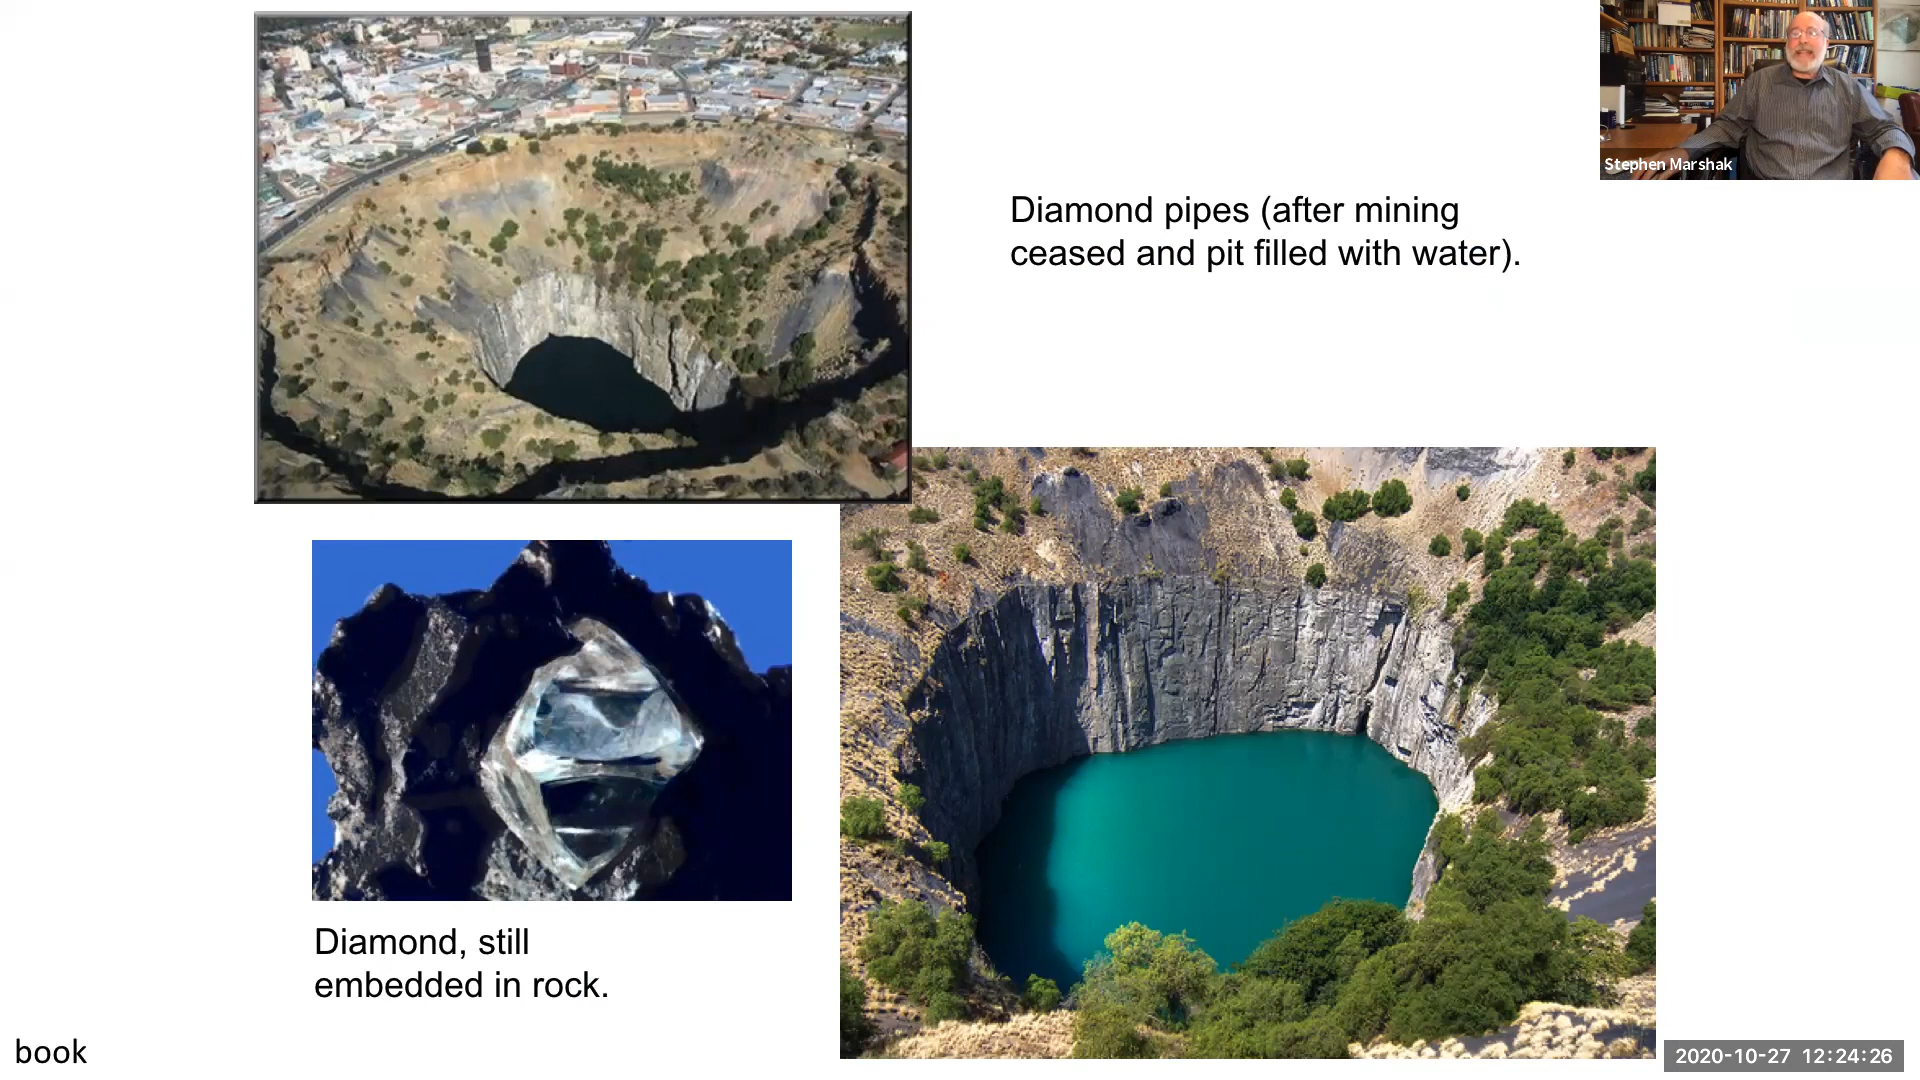 Stephen Marshak
Diamond pipes (after mining
ceased and pit filled with water).
Diamond, still
embedded in rock.
book
2020-10-27 12:24:26